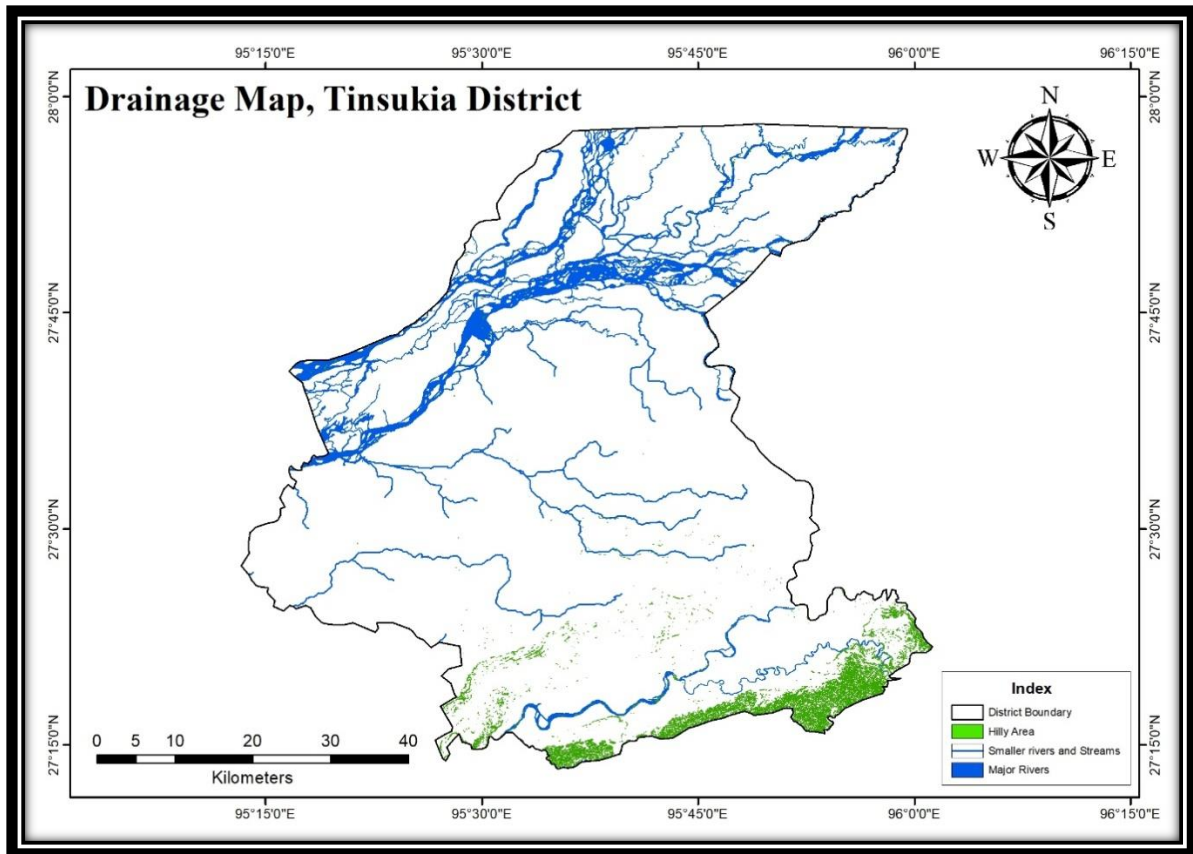 95°15'0"E 95°30'0"E 95°45'0"E 96°0'0"E 96°15'0"E
Drainage Map, Tinsukia District
N
W E
S
28°0'0"N 28°0'0"N
27°45'0"N 27°45'0"N
27°30'0"N 27°30'0"N
27°15'0"N 27°15'0"N
Index
District Boundary
Hilly Area
Smaller rivers and Streams
Major Rivers
0 5 10 20 30 40
Kilometers
95°15'0"E 95°30'0"E 95°45'0"E 96°0'0"E 96°15'0"E